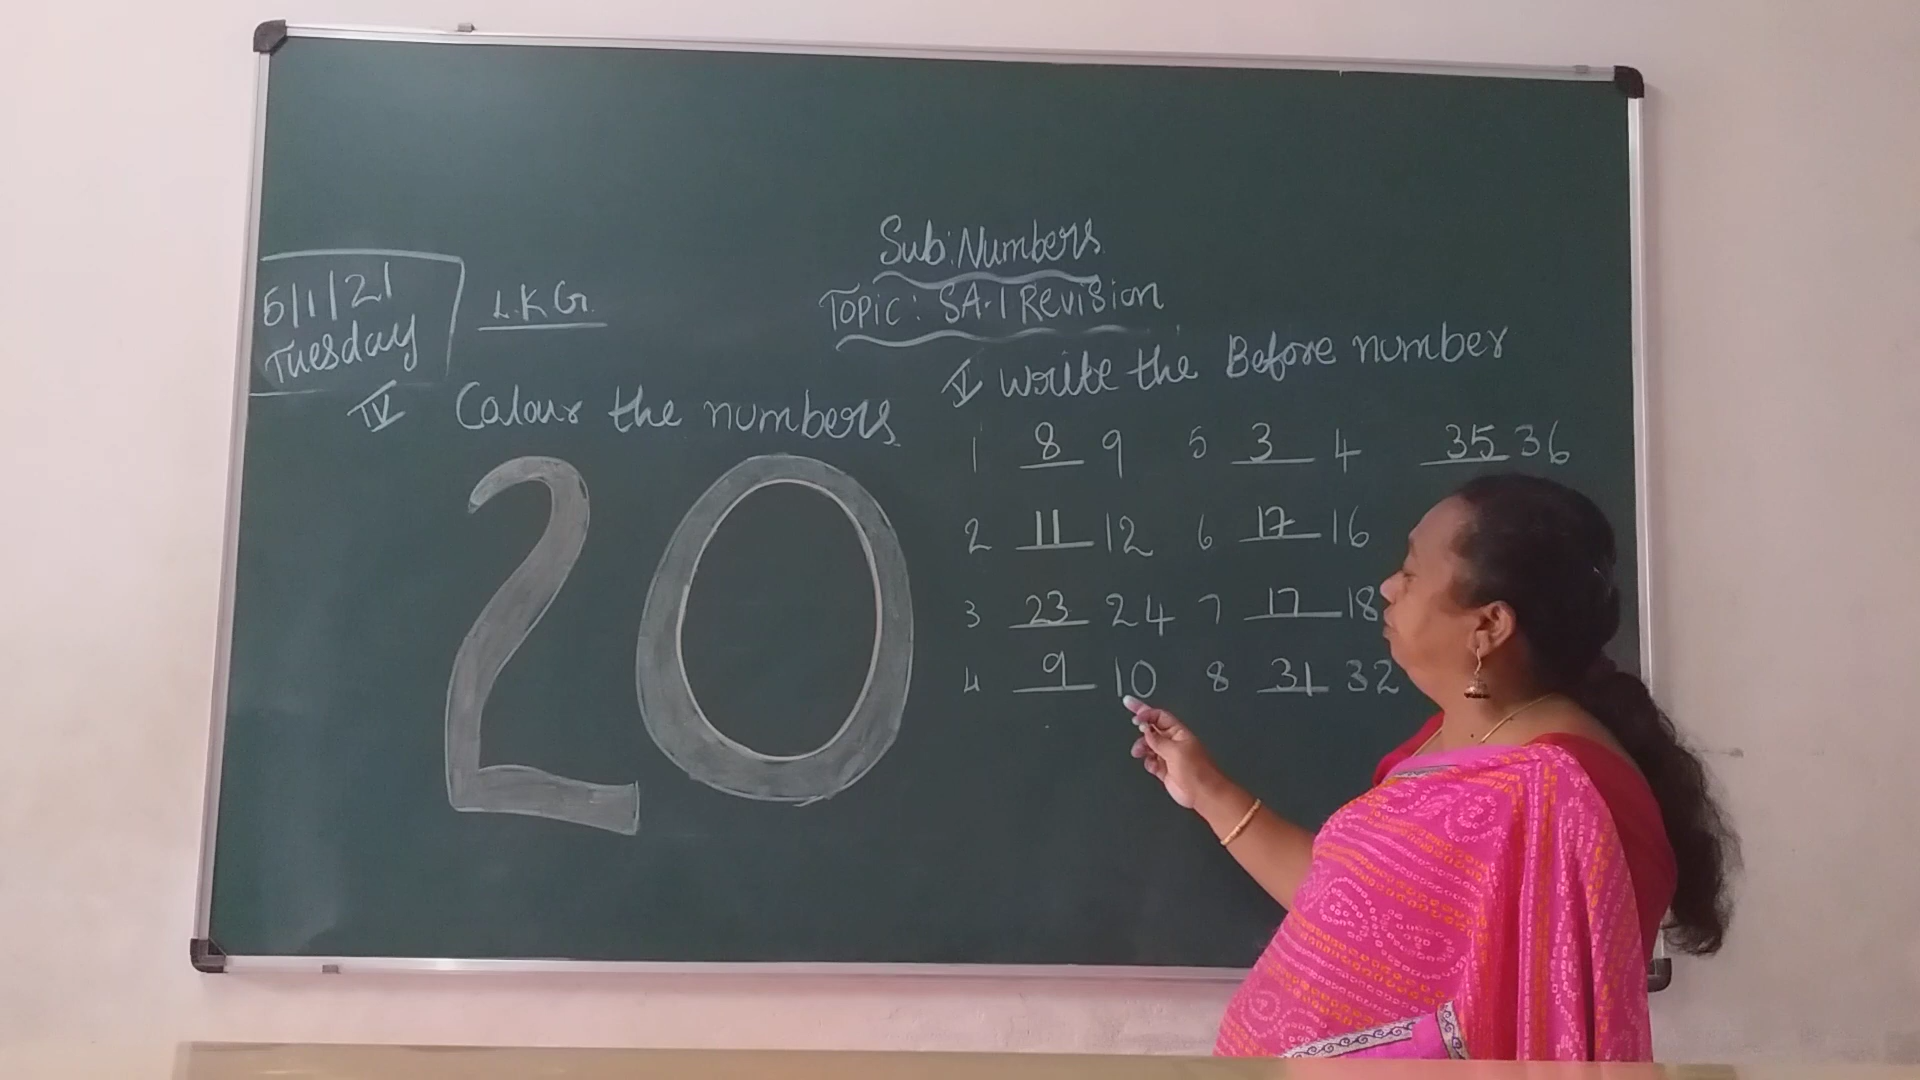 5/1/21
Tuesday
L.K.G.
Sub: Numbers
Topic: SA-1 Revision
IV Colour the numbers
20
V Write the Before number
1 8 9 5 3 4 35 36
2 11 12 6 17 16
3 23 24 7 17 18
4 9 10 8 31 32